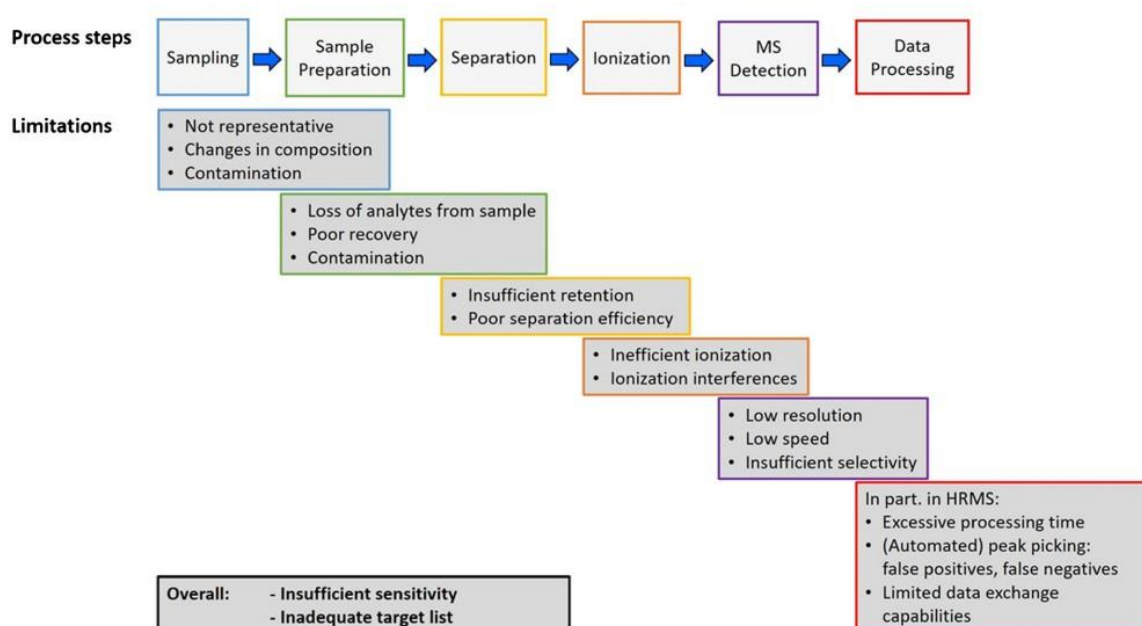 Process steps
Sampling
Sample
Preparation
Separation
Ionization
MS
Detection
Data
Processing
Limitations
• Not representative
• Changes in composition
• Contamination
• Loss of analytes from sample
• Poor recovery
• Contamination
• Insufficient retention
• Poor separation efficiency
• Inefficient ionization
• Ionization interferences
• Low resolution
• Low speed
• Insufficient selectivity
In part. in HRMS:
• Excessive processing time
• (Automated) peak picking:
false positives, false negatives
• Limited data exchange
capabilities
Overall: - Insufficient sensitivity
- Inadequate target list